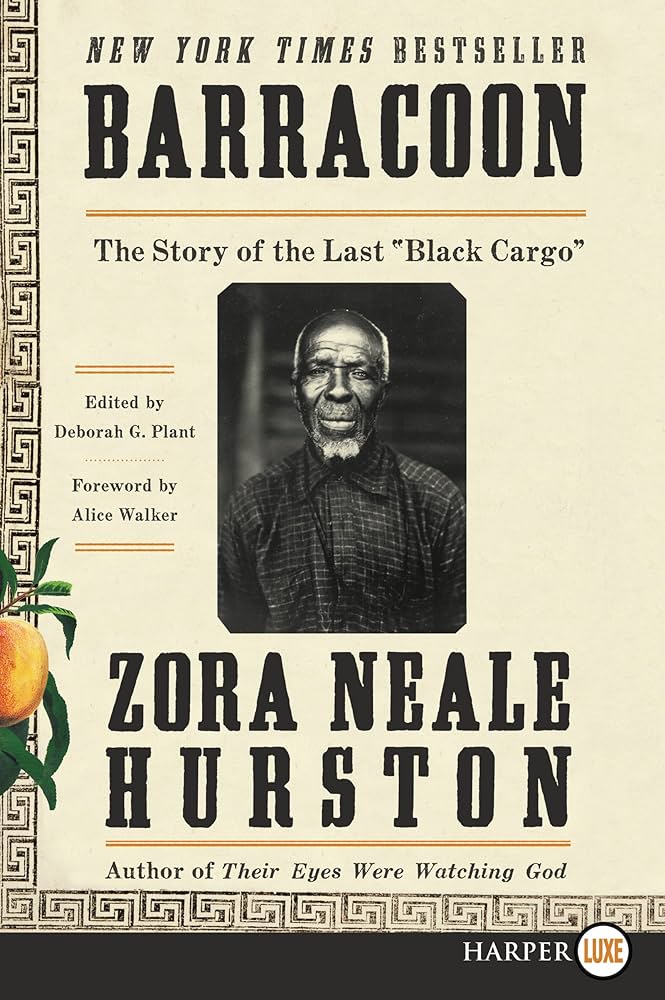 NEW YORK TIMES BESTSELLER
BARRACOON
The Story of the Last "Black Cargo"
Edited by
Deborah G. Plant
Foreword by
Alice Walker
ZORA NEALE
HURSTON
Author of Their Eyes Were Watching God
HARPER LUXE